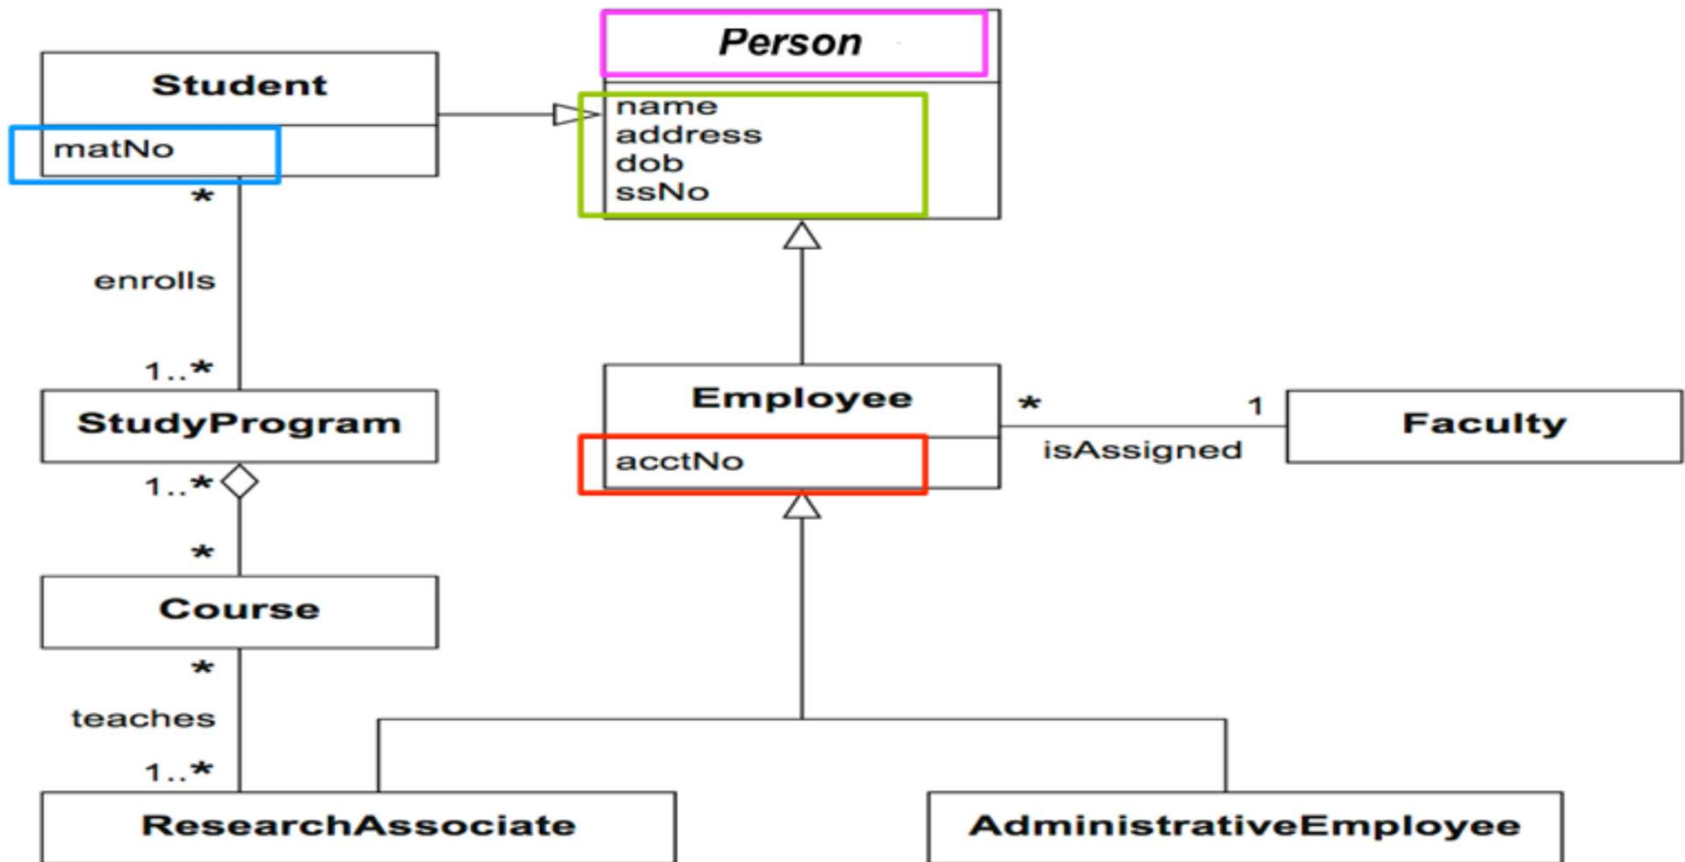 Person
Student
name
address
dob
ssNo
matNo
*
enrolls
1..*
Employee
* 1
Faculty
StudyProgram
isAssigned
acctNo
1..*
*
Course
*
teaches
1..*
ResearchAssociate
AdministrativeEmployee